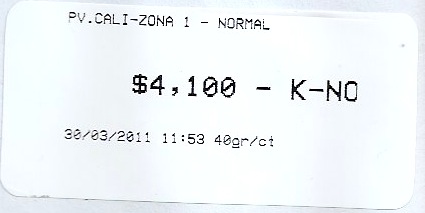 PV.CALI-ZONA 1 - NORMAL
$4,100 - K-NO
30/03/2011 11:53 40gr/ct